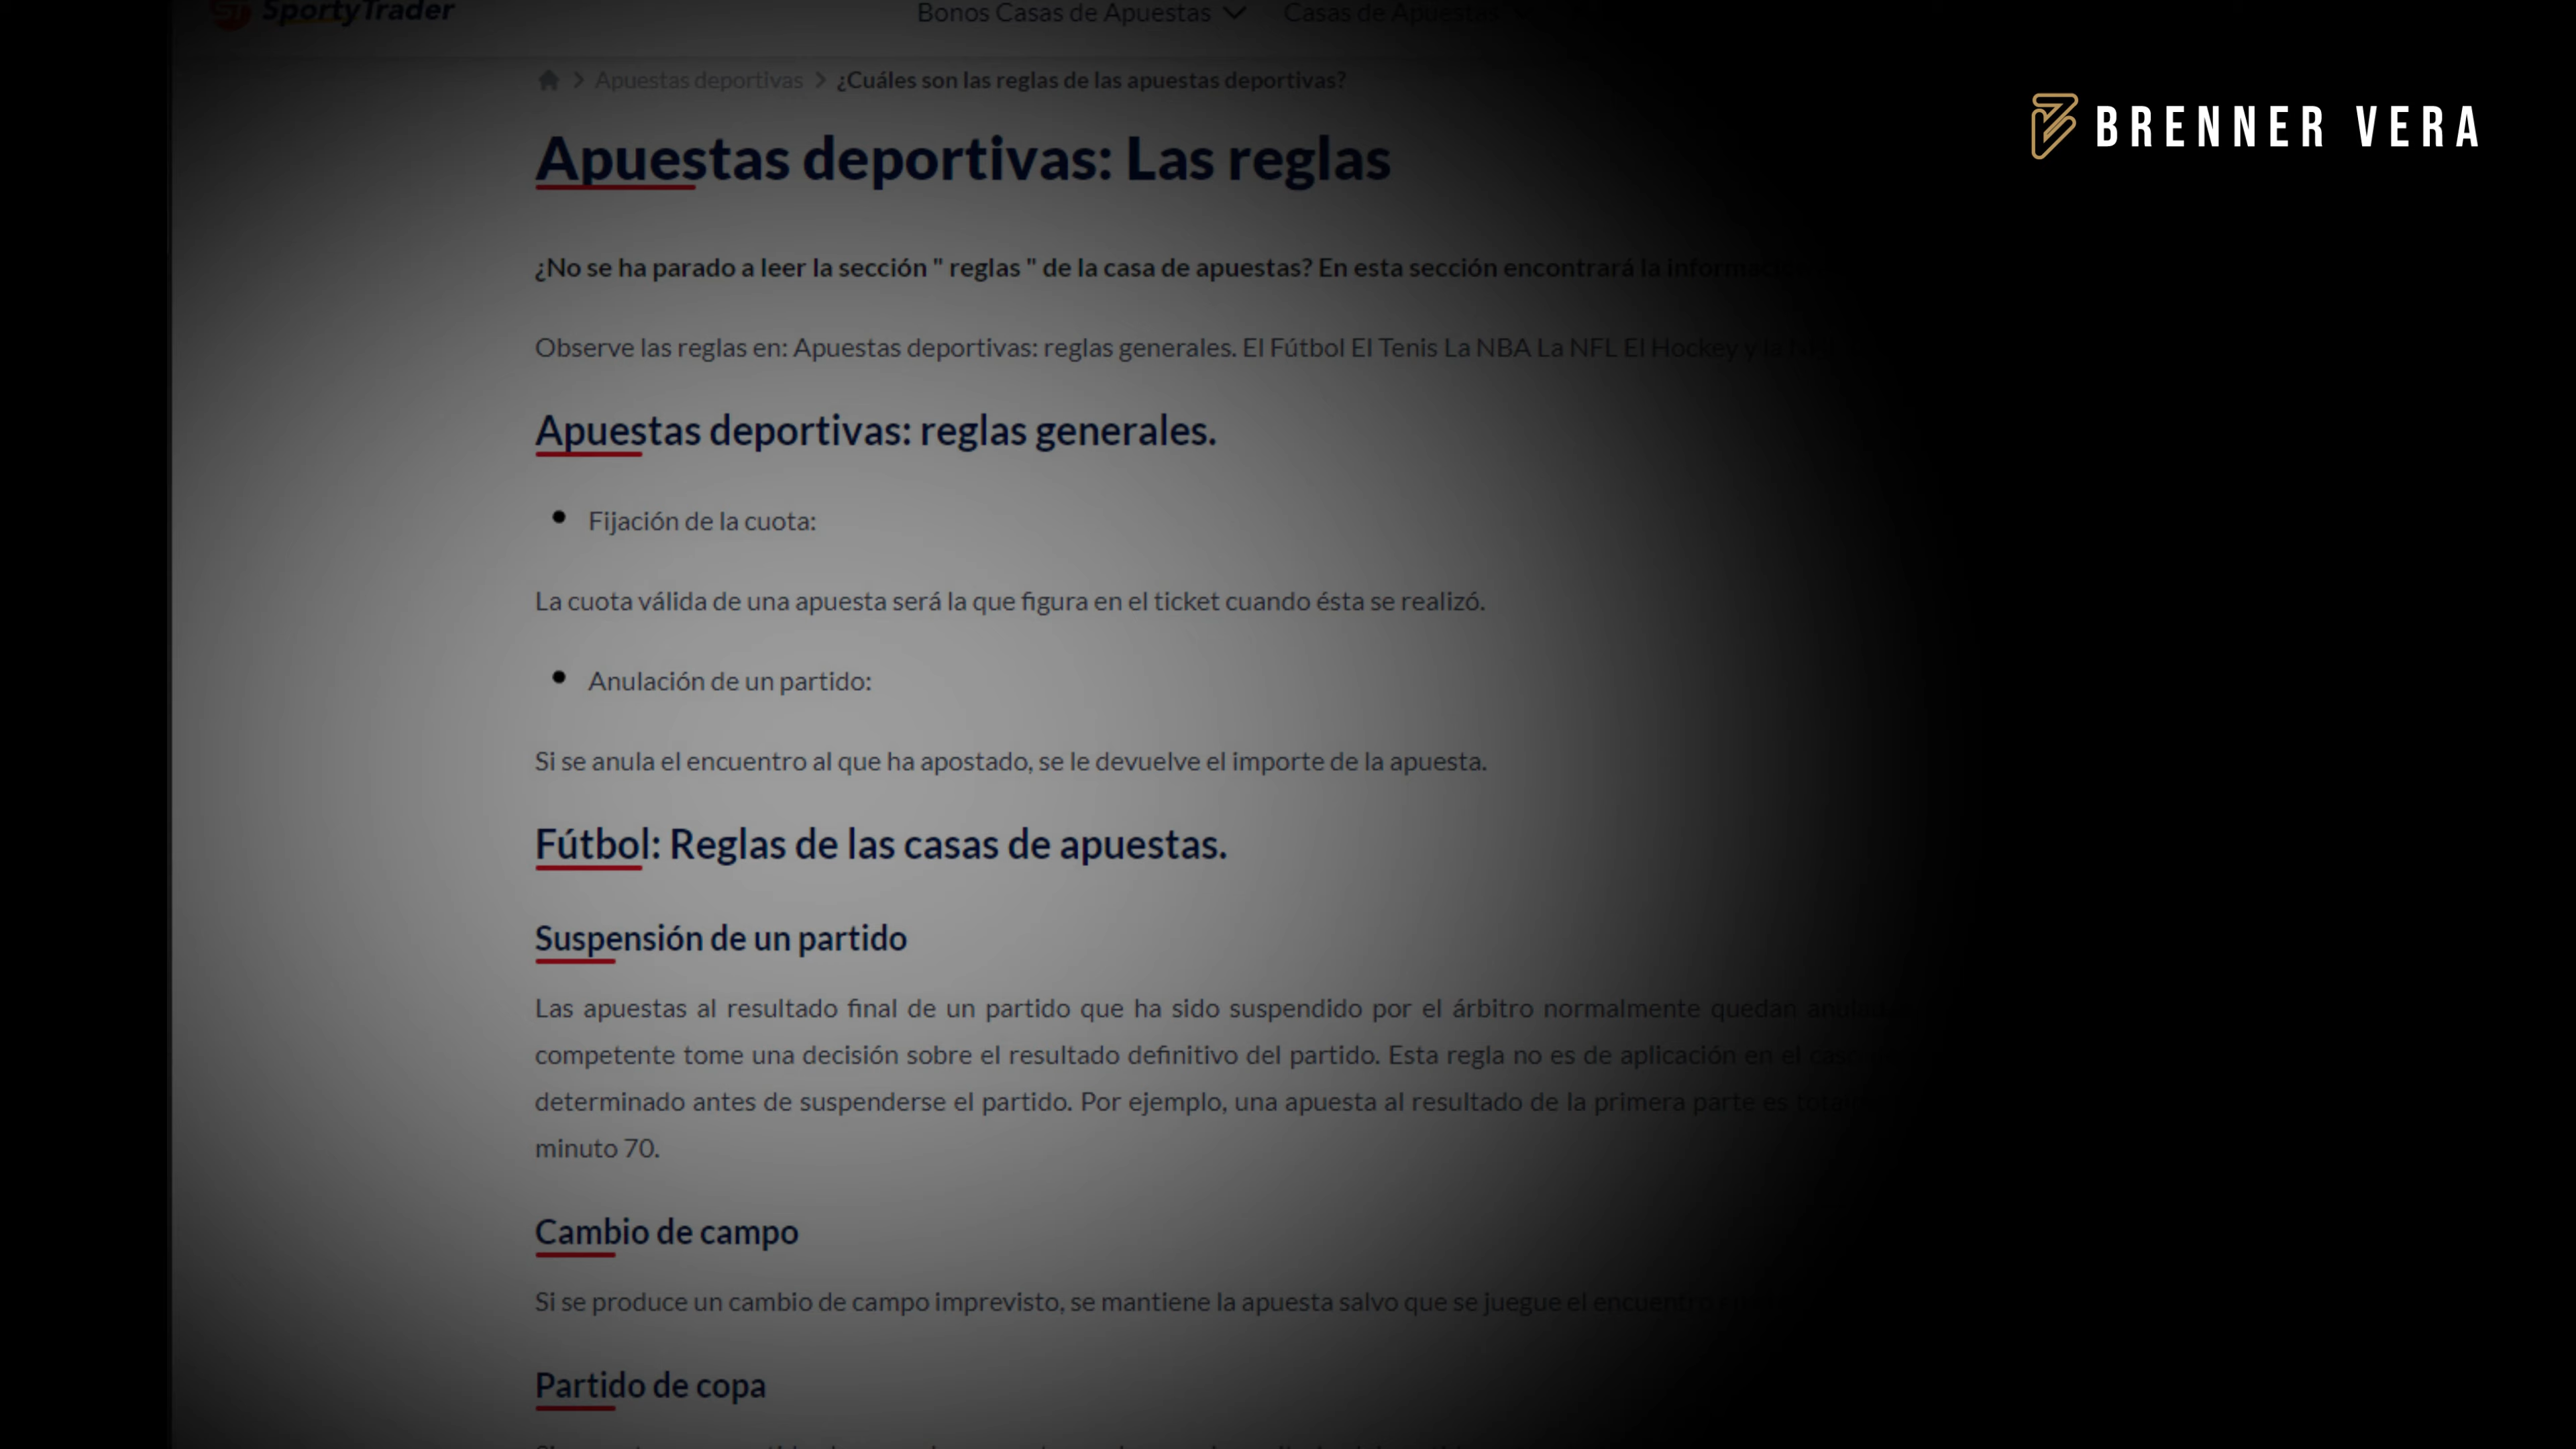 SportyTrader
Bonos Casas de Apuestas
Casas de Apuestas
BRENNER VERA
Apuestas deportivas > ¿Cuáles son las reglas de las apuestas deportivas?
Apuestas deportivas: Las reglas
¿No se ha parado a leer la sección " reglas " de la casa de apuestas? En esta sección encontrará la
Observe las reglas en: Apuestas deportivas: reglas generales. El Fútbol El Tenis La NBA La NFL El Hockey y la
Apuestas deportivas: reglas generales.
• Fijación de la cuota:
La cuota válida de una apuesta será la que figura en el ticket cuando ésta se realizó.
• Anulación de un partido:
Si se anula el encuentro al que ha apostado, se le devuelve el importe de la apuesta.
Fútbol: Reglas de las casas de apuestas.
Suspensión de un partido
Las apuestas al resultado final de un partido que ha sido suspendido por el árbitro normalmente quedan
competente tome una decisión sobre el resultado definitivo del partido. Esta regla no es de aplicación en el
determinado antes de suspenderse el partido. Por ejemplo, una apuesta al resultado de la primera parte es
minuto 70.
Cambio de campo
Si se produce un cambio de campo imprevisto, se mantiene la apuesta salvo que se juegue el encuentro
Partido de copa